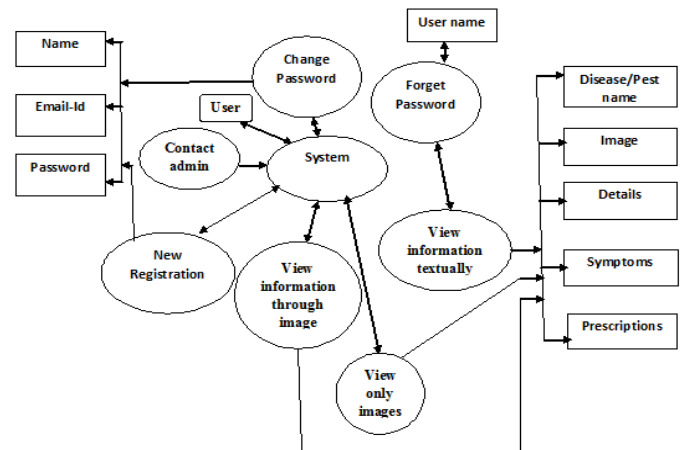 User name
Name
Change
Password
Forget
Password
Disease/Pest
name
Email-Id
User
Image
Contact
admin
System
Password
Details
New
Registration
View
information
through
image
View
information
textually
Symptoms
Prescriptions
View
only
images